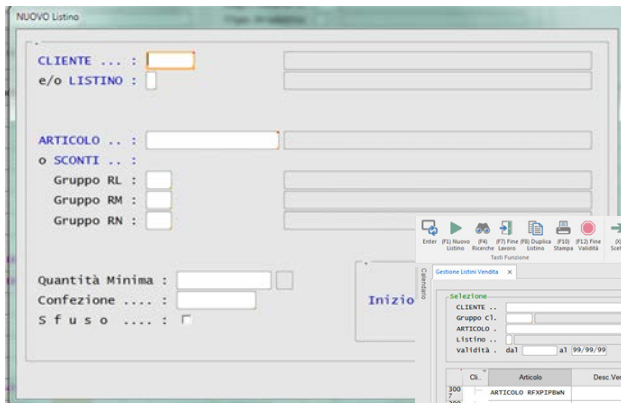 NUOVO Listino
CLIENTE ... :
e/o LISTINO :
ARTICOLO .. :
o SCONTI .. :
Gruppo RL :
Gruppo RM :
Gruppo RN :
Quantità Minima :
Confezione .... :
S f u s o .... :
Inizio
Enter (F1) Nuovo Listino (F4) Ricerche (F7) Fine Lavoro (F8) Duplica Listino (F10) Stampa (F12) Fine Validità
Tasti Funzione
Calendario
Gestione Listini Vendita X
Selezione
CLIENTE ..
Gruppo Cl.
ARTICOLO .
Listino ..
Validità . dal al 99/99/99
Cli. Articolo Desc.Ve
300
7 ARTICOLO RFXPIPBWN